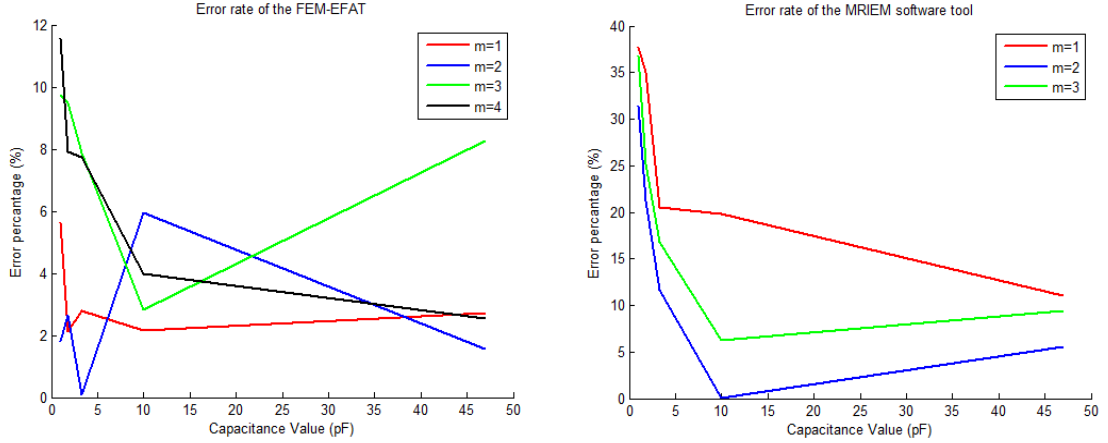 Error rate of the FEM-EFAT
12
10
8
6
4
2
0
Error percentage (%)
m=1
m=2
m=3
m=4
0 5 10 15 20 25 30 35 40 45 50
Capacitance Value (pF)
Error rate of the MRIEM software tool
40
35
30
25
20
15
10
5
0
Error percentage (%)
m=1
m=2
m=3
0 5 10 15 20 25 30 35 40 45 50
Capacitance Value (pF)